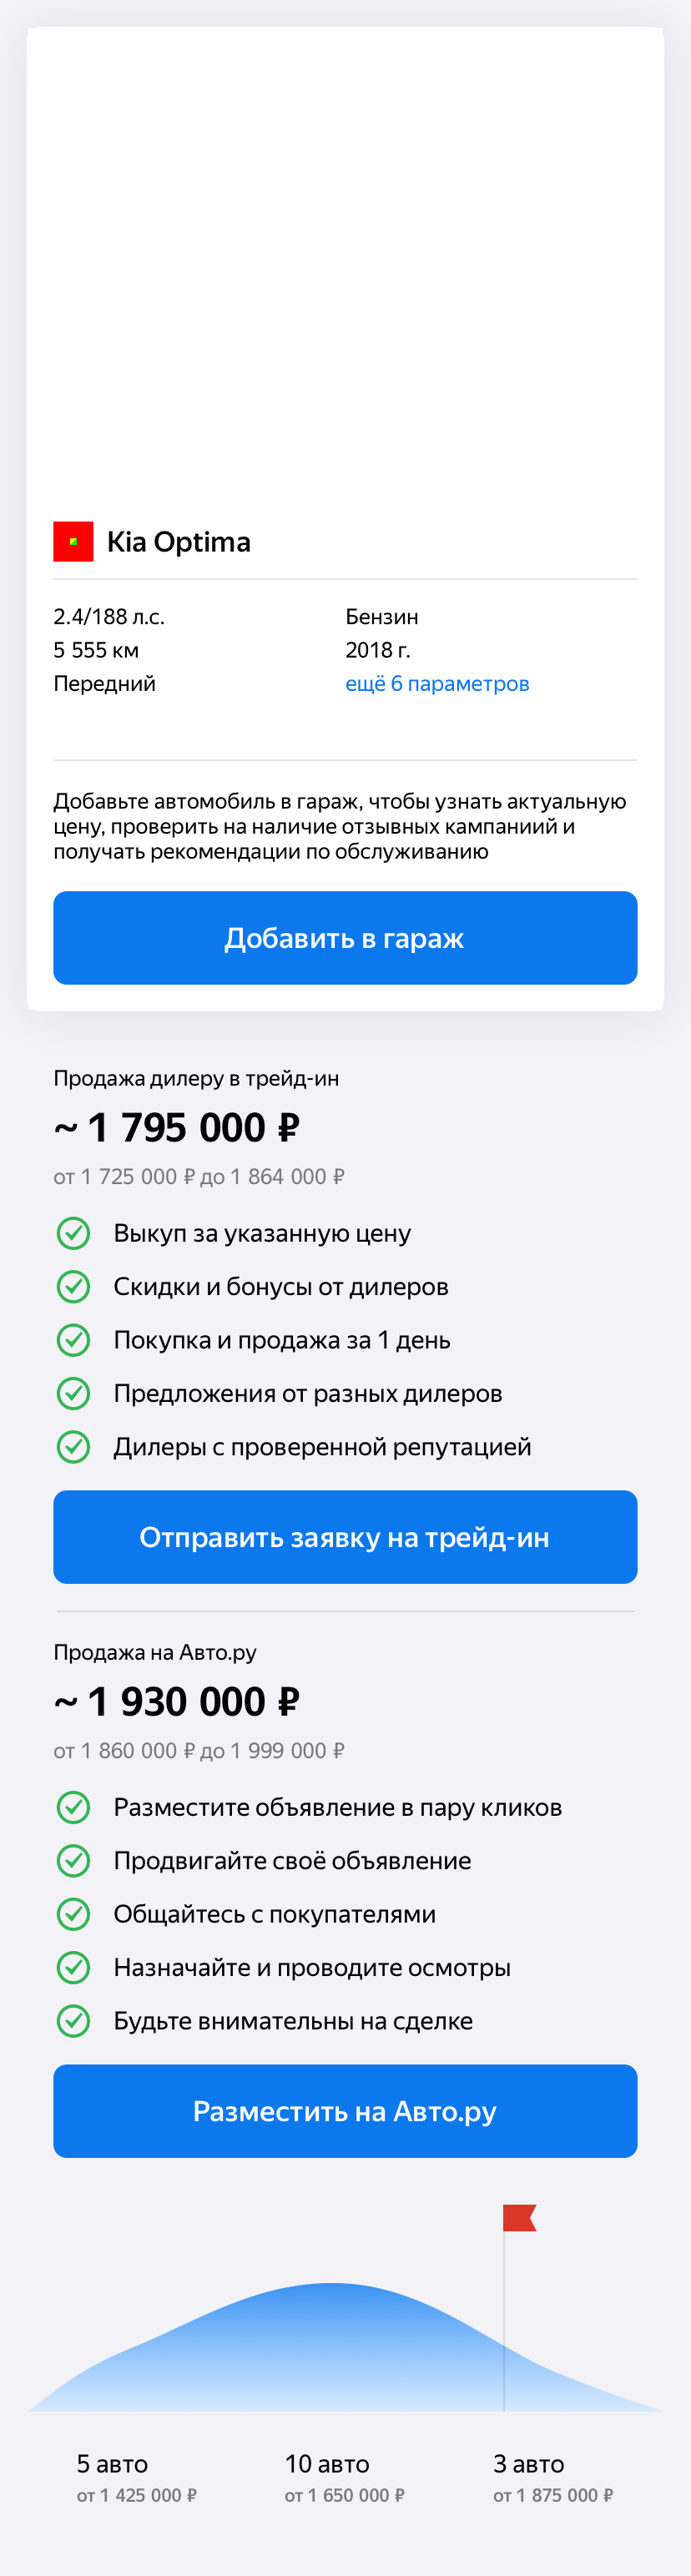 Kia Optima
2.4/188 л.с.
Бензин
5 555 км
2018 г.
Передний
ещё 6 параметров
Добавьте автомобиль в гараж, чтобы узнать актуальную
цену, проверить на наличие отзывных кампаниий и
получать рекомендации по обслуживанию
Добавить в гараж
Продажа дилеру в трейд-ин
~ 1 795 000 ₽
от 1 725 000 ₽ до 1 864 000 ₽
Выкуп за указанную цену
Скидки и бонусы от дилеров
Покупка и продажа за 1 день
Предложения от разных дилеров
Дилеры с проверенной репутацией
Отправить заявку на трейд-ин
Продажа на Авто.ру
~ 1 930 000 ₽
от 1 860 000 ₽ до 1 999 000 ₽
Разместите объявление в пару кликов
Продвигайте своё объявление
Общайтесь с покупателями
Назначайте и проводите осмотры
Будьте внимательны на сделке
Разместить на Авто.ру
5 авто
10 авто
3 авто
от 1 425 000 ₽
от 1 650 000 ₽
от 1 875 000 ₽